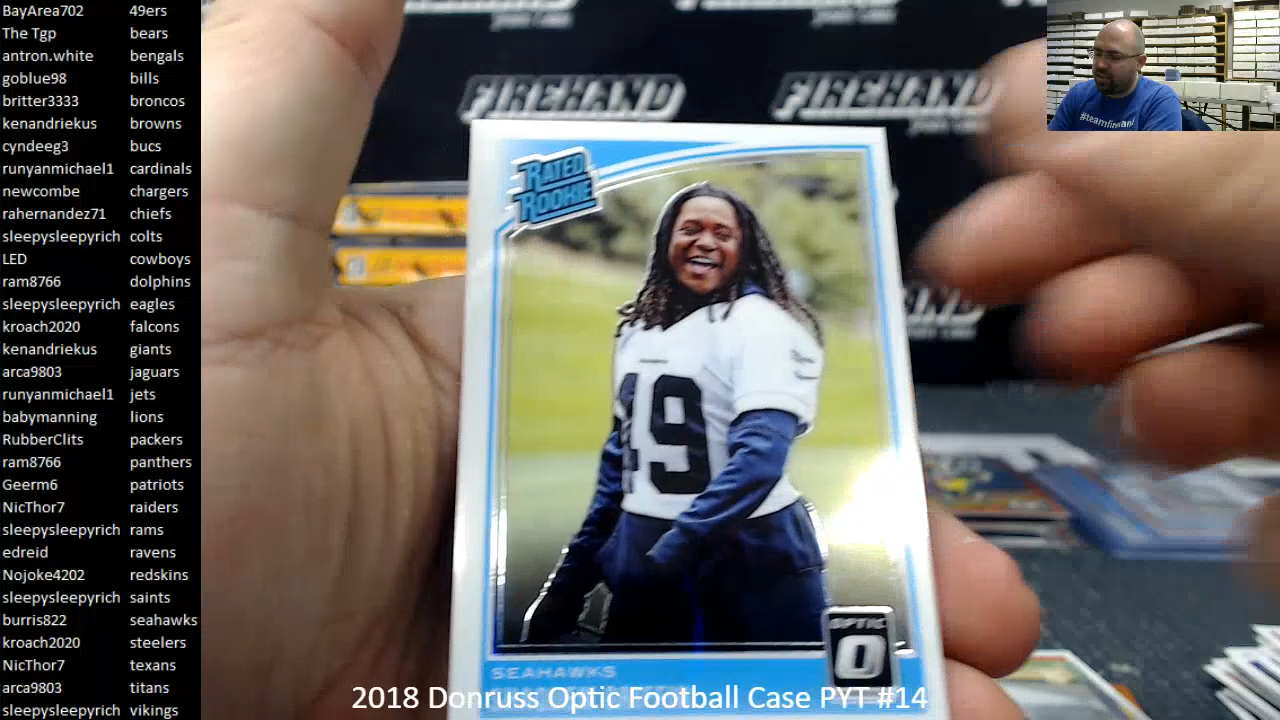 BayArea702 49ers
The Tgp bears
antron.white bengals
goblue98 bills
britter3333 broncos
kenandriekus browns
cyndeeg3 bucs
runyanmichael1 cardinals
newcombe chargers
rahernandez71 chiefs
sleepysleepyrich colts
LED cowboys
ram8766 dolphins
sleepysleepyrich eagles
kroach2020 falcons
kenandriekus giants
arca9803 jaguars
runyanmichael1 jets
babymanning lions
RubberClits packers
ram8766 panthers
Geerm6 patriots
NicThor7 raiders
sleepysleepyrich rams
edreid ravens
Nojoke4202 redskins
sleepysleepyrich saints
burris822 seahawks
kroach2020 steelers
NicThor7 texans
arca9803 titans
sleepysleepyrich vikings
FIREHAND
FIREHAND
#teamfirehand
RATED
ROOKIE
49
OPTIC
O
SEAHAWKS
2018 Donruss Optic Football Case PYT #14